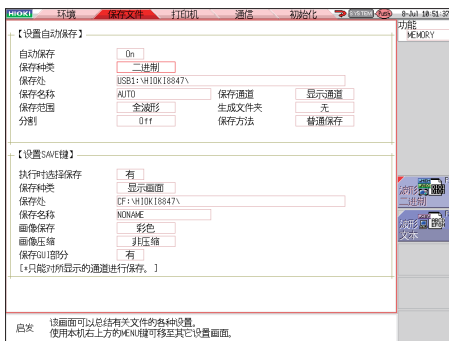 HIOKI 环境 保存文件 打印机 通信 初始化 SYSTEM 8-Jul 10:51:37
功能
MEMORY
【设置自动保存】
自动保存 On
保存种类 二进制
保存处 USB1:\HIOKI8847\
保存名称 AUTO 保存通道 显示通道
保存范围 全波形 生成文件夹 无
分割 Off 保存方法 普通保存
【设置SAVE键】
执行时选择保存 有
保存种类 显示画面
保存处 CF:\HIOKI8847\
保存名称 NONAME
画像保存 彩色
画像压缩 非压缩
保存GUI部分 有
[*只能对所显示的通道进行保存。]
二进制
文本
启发 该画面可以总结有关文件的各种设置。
使用本机右上方的MENU键可移至其它设置画面。